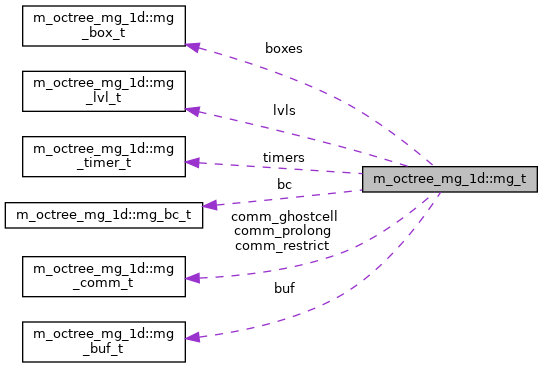 m_octree_mg_1d::mg
_box_t
boxes
m_octree_mg_1d::mg
_lvl_t
lvls
m_octree_mg_1d::mg
_timer_t
timers
m_octree_mg_1d::mg_t
bc
m_octree_mg_1d::mg_bc_t
comm_ghostcell
comm_prolong
comm_restrict
m_octree_mg_1d::mg
_comm_t
buf
m_octree_mg_1d::mg
_buf_t